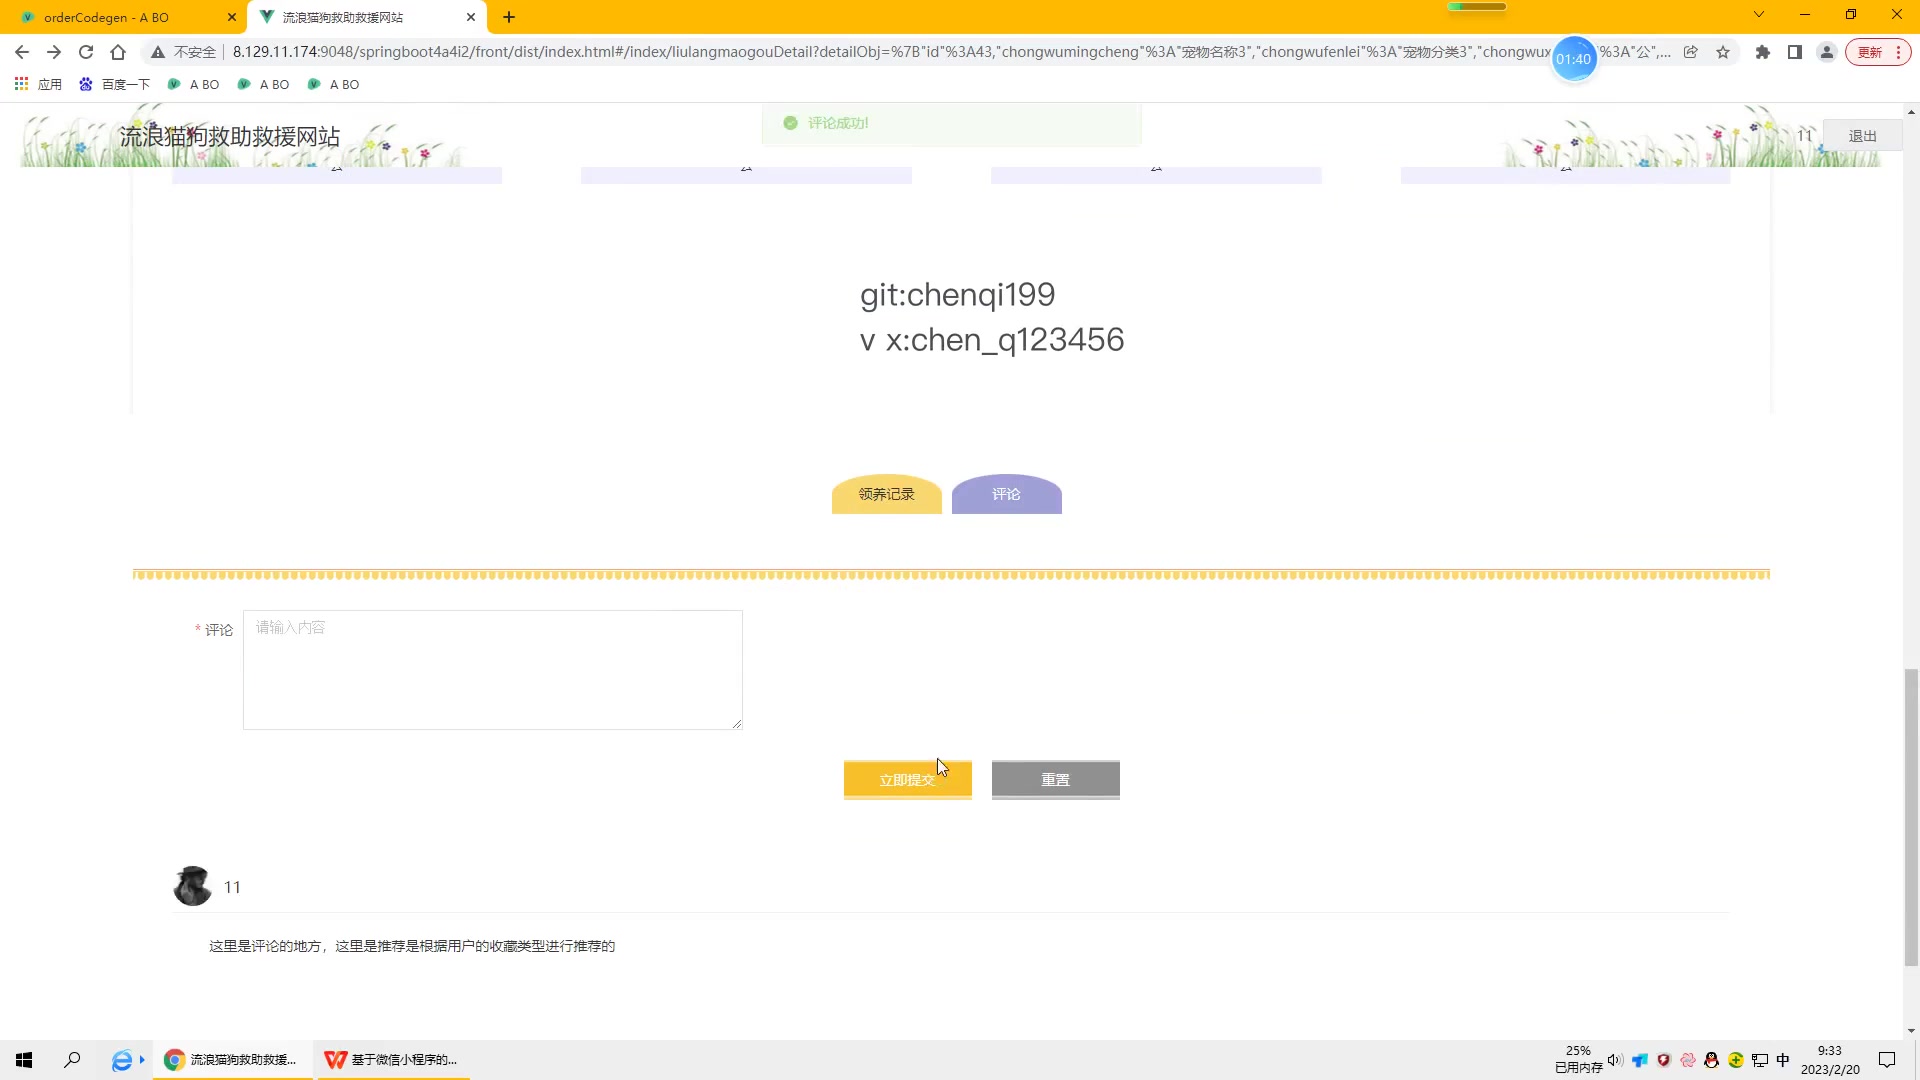 orderCodegen - A BO
流浪猫狗救助救援网站
不安全
8.129.11.174:9048/springboot4a4i2/front/dist/index.html#/index/liulangmaogouDetail?detailObj=%7B"id"%3A43,"chongwumingcheng"%3A"宠物名称3","chongwufenlei"%3A"宠物分类3","chongwux
%3A"公",...
01:40
更新
应用
百度一下
A BO
A BO
A BO
流浪猫狗救助救援网站
评论成功!
11
退出
git:chenqi199
v x:chen_q123456
领养记录
评论
* 评论
请输入内容
立即提交
重置
11
这里是评论的地方，这里是推荐是根据用户的收藏类型进行推荐的
流浪猫狗救助救援...
基于微信小程序的...
25%
已用内存
中
9:33
2023/2/20